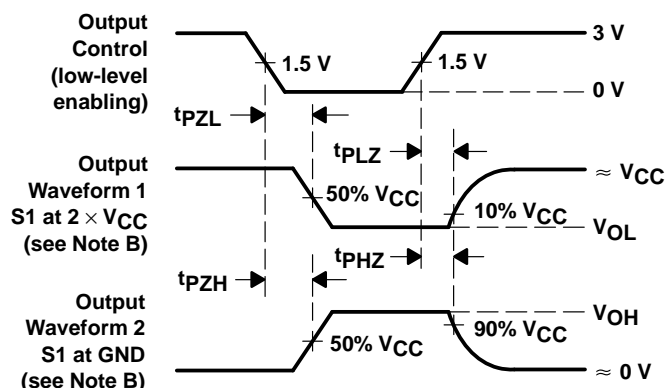 Output
Control
(low-level
enabling)
1.5 V
1.5 V
3 V
0 V
tPZL
tPLZ
Output
Waveform 1
S1 at 2 × VCC
(see Note B)
50% VCC
10% VCC
≈ VCC
VOL
tPZH
tPHZ
Output
Waveform 2
S1 at GND
(see Note B)
50% VCC
90% VCC
VOH
≈ 0 V